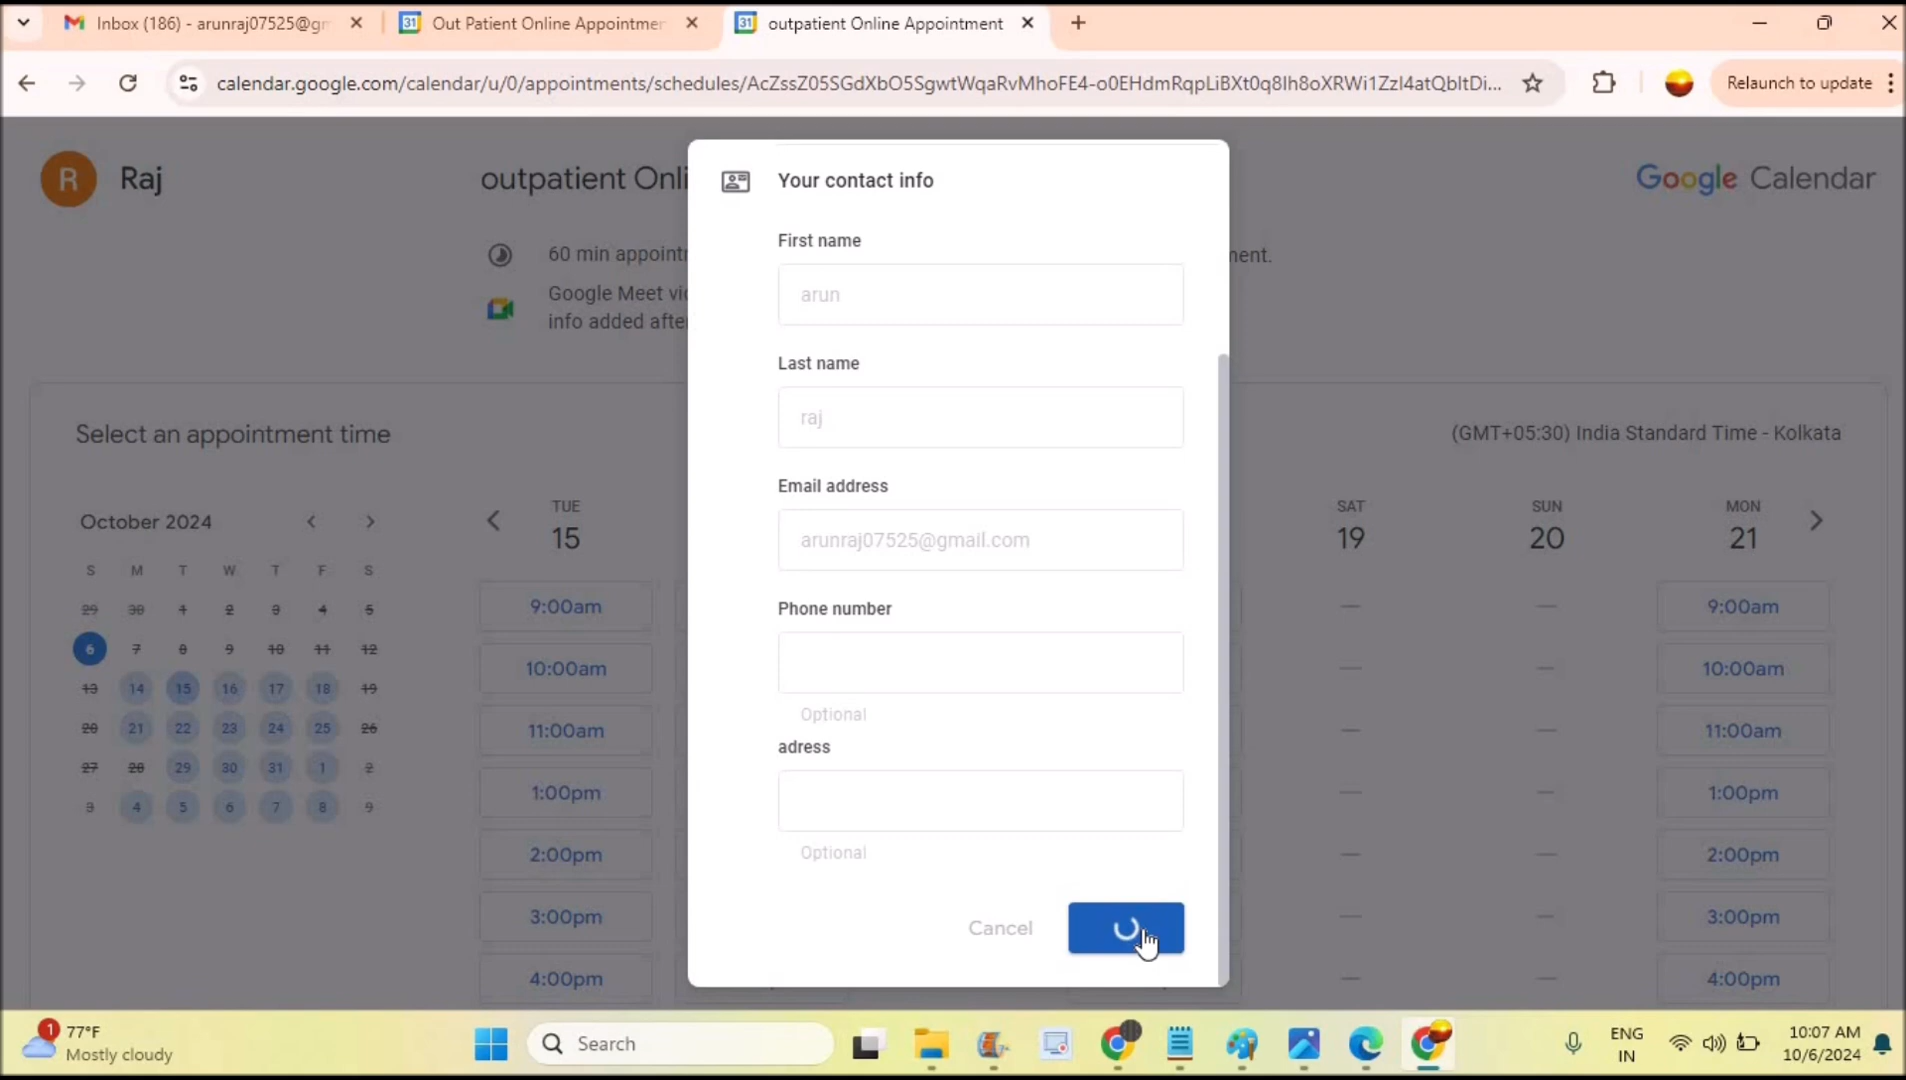 Inbox (186) - arunraj07525@gm
Out Patient Online Appointmen
outpatient Online Appointment
calendar.google.com/calendar/u/0/appointments/schedules/AcZssZ05SGdXbO5SgwtWqaRvMhoFE4-o0EHdmRqpLiBXt0q8Ih8oXRWi1ZzI4atQbltDi...
Relaunch to update
R
Raj
outpatient Onli
Google Calendar
60 min appointr
ment.
Google Meet vi
info added after
Your contact info
First name
arun
Last name
raj
Email address
arunraj07525@gmail.com
Phone number
Optional
adress
Optional
Cancel
Select an appointment time
(GMT+05:30) India Standard Time - Kolkata
October 2024
S M T W T F S
29 30 1 2 3 4 5
6 7 8 9 10 11 12
13 14 15 16 17 18 19
20 21 22 23 24 25 26
27 28 29 30 31 1 2
3 4 5 6 7 8 9
TUE
15
9:00am
10:00am
11:00am
1:00pm
2:00pm
3:00pm
4:00pm
SAT
19
SUN
20
MON
21
9:00am
10:00am
11:00am
1:00pm
2:00pm
3:00pm
4:00pm
1
77°F
Mostly cloudy
Search
ENG
IN
10:07 AM
10/6/2024